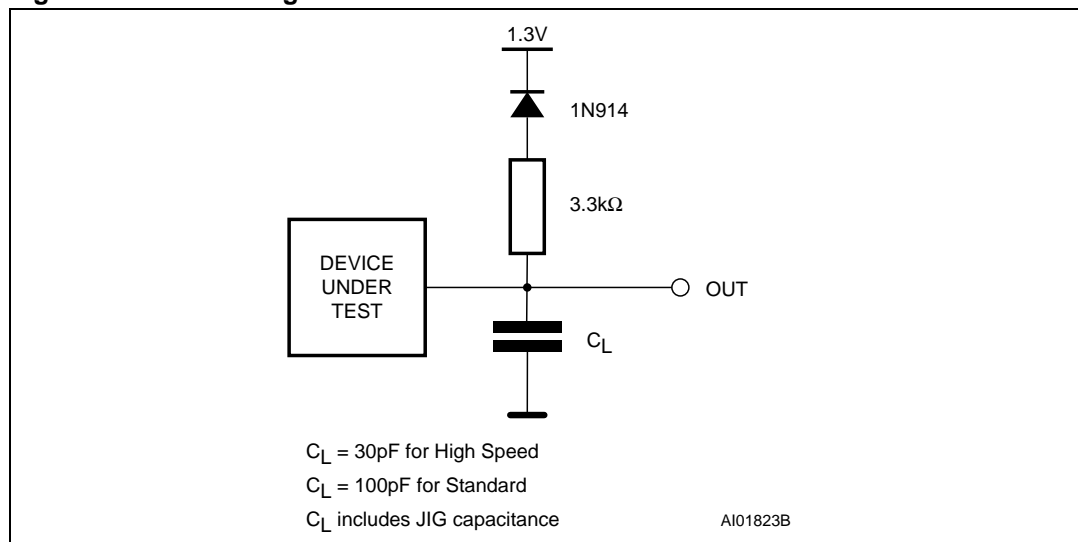 1.3V
1N914
3.3kΩ
DEVICE
UNDER
TEST
OUT
CL
CL = 30pF for High Speed
CL = 100pF for Standard
CL includes JIG capacitance
AI01823B